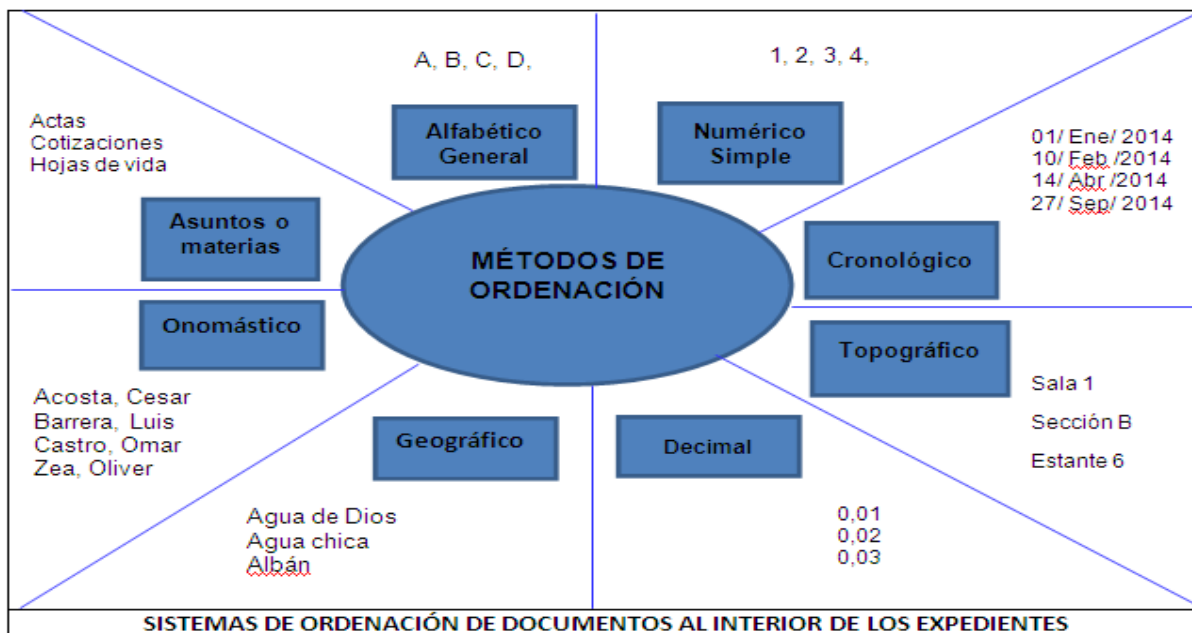 A, B, C, D,
Alfabético
General
1, 2, 3, 4,
Numérico
Simple
01/ Ene/ 2014
10/ Feb /2014
14/ Abr /2014
27/ Sep/ 2014
Cronológico
Topográfico
Sala 1
Sección B
Estante 6
Decimal
0,01
0,02
0,03
Geográfico
Agua de Dios
Agua chica
Albán
Onomástico
Acosta, Cesar
Barrera, Luis
Castro, Omar
Zea, Oliver
Actas
Cotizaciones
Hojas de vida
Asuntos o
materias
MÉTODOS DE
ORDENACIÓN
SISTEMAS DE ORDENACIÓN DE DOCUMENTOS AL INTERIOR DE LOS EXPEDIENTES